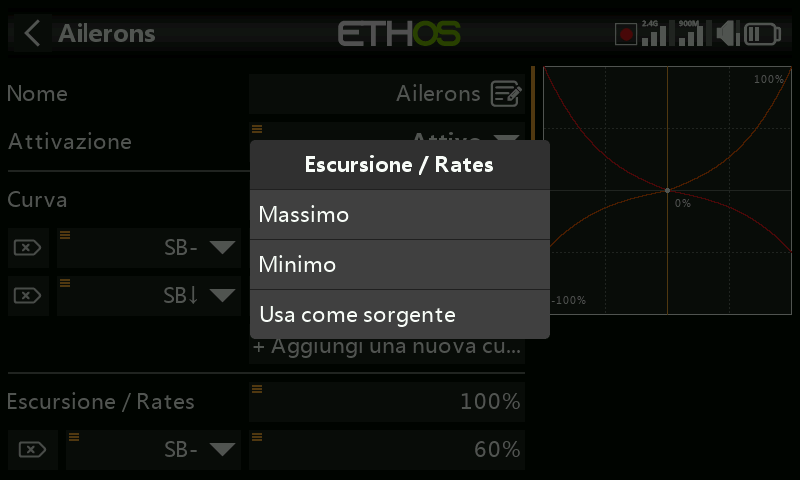 Ailerons
ETHOS
2.4G
900M
Nome
Ailerons
Attivazione
Attivo
Escursione / Rates
Massimo
Minimo
Usa come sorgente
Curva
SB-
SB↓
+ Aggiungi una nuova cu...
Escursione / Rates
100%
SB-
60%
100%
0%
-100%